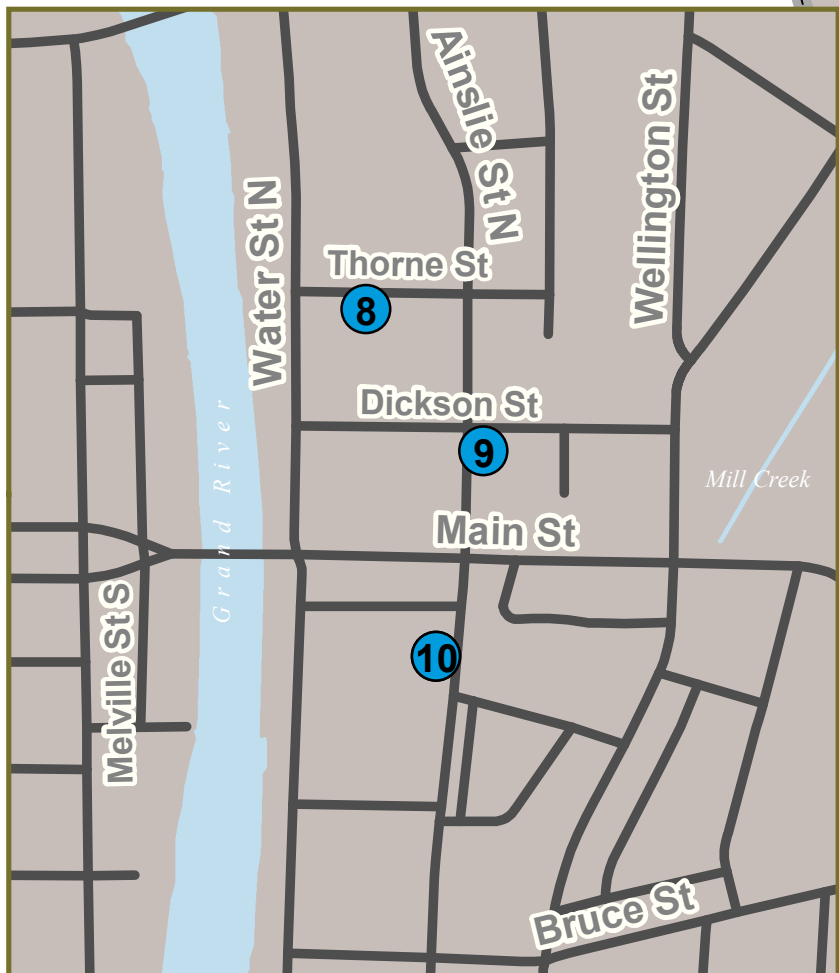 Ainslie St N
Wellington St
Water St N
Thorne St
8
Dickson St
9
Grand River
Mill Creek
Main St
Melville St S
10
Bruce St